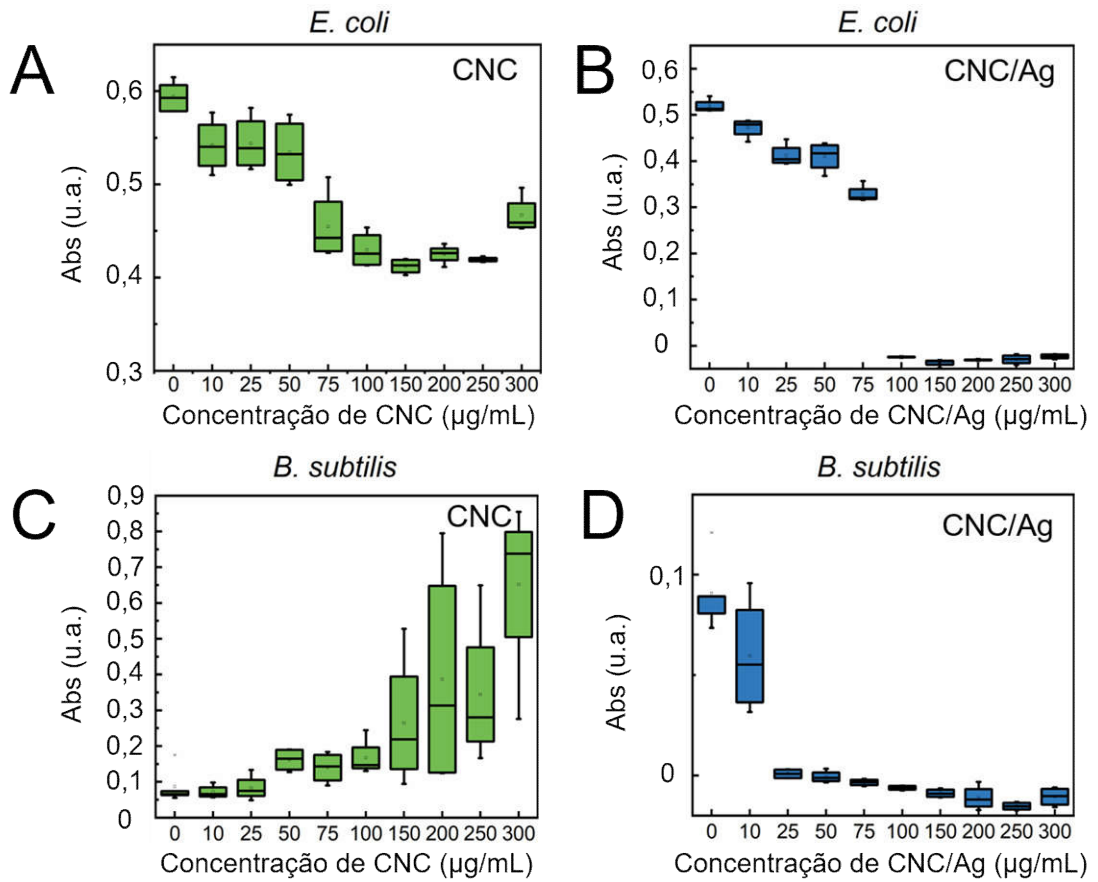 E. coli
A
CNC
Abs (u.a.)
0,6
0,5
0,4
0,3
0 10 25 50 75 100 150 200 250 300
Concentração de CNC (µg/mL)
E. coli
B
CNC/Ag
Abs (u.a.)
0,6
0,5
0,4
0,3
0,2
0,1
0
0 10 25 50 75 100 150 200 250 300
Concentração de CNC/Ag (µg/mL)
B. subtilis
C
CNC
Abs (u.a.)
0,9
0,8
0,7
0,6
0,5
0,4
0,3
0,2
0,1
0
0 10 25 50 75 100 150 200 250 300
Concentração de CNC (µg/mL)
B. subtilis
D
CNC/Ag
Abs (u.a.)
0,1
0
0 10 25 50 75 100 150 200 250 300
Concentração de CNC/Ag (µg/mL)